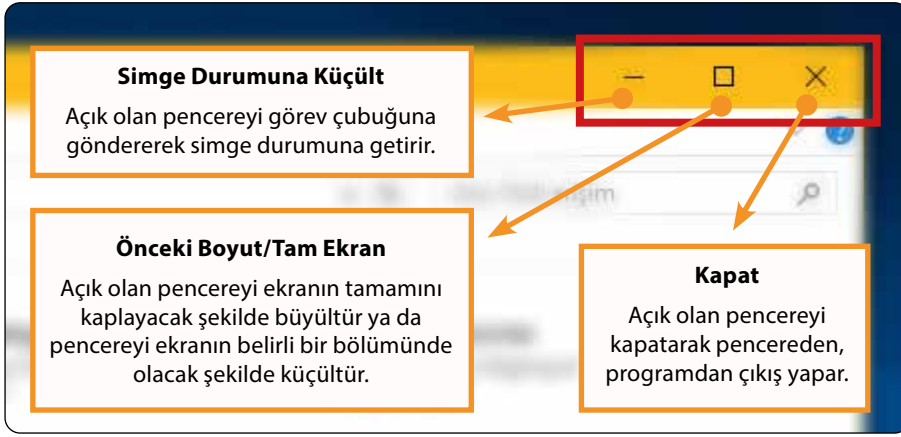 Simge Durumuna Küçült
Açık olan pencereyi görev çubuğuna
göndererek simge durumuna getirir.
Önceki Boyut/Tam Ekran
Açık olan pencereyi ekranın tamamını
kaplayacak şekilde büyültür ya da
pencereyi ekranın belirli bir bölümünde
olacak şekilde küçültür.
Kapat
Açık olan pencereyi
kapatarak pencereden,
programdan çıkış yapar.